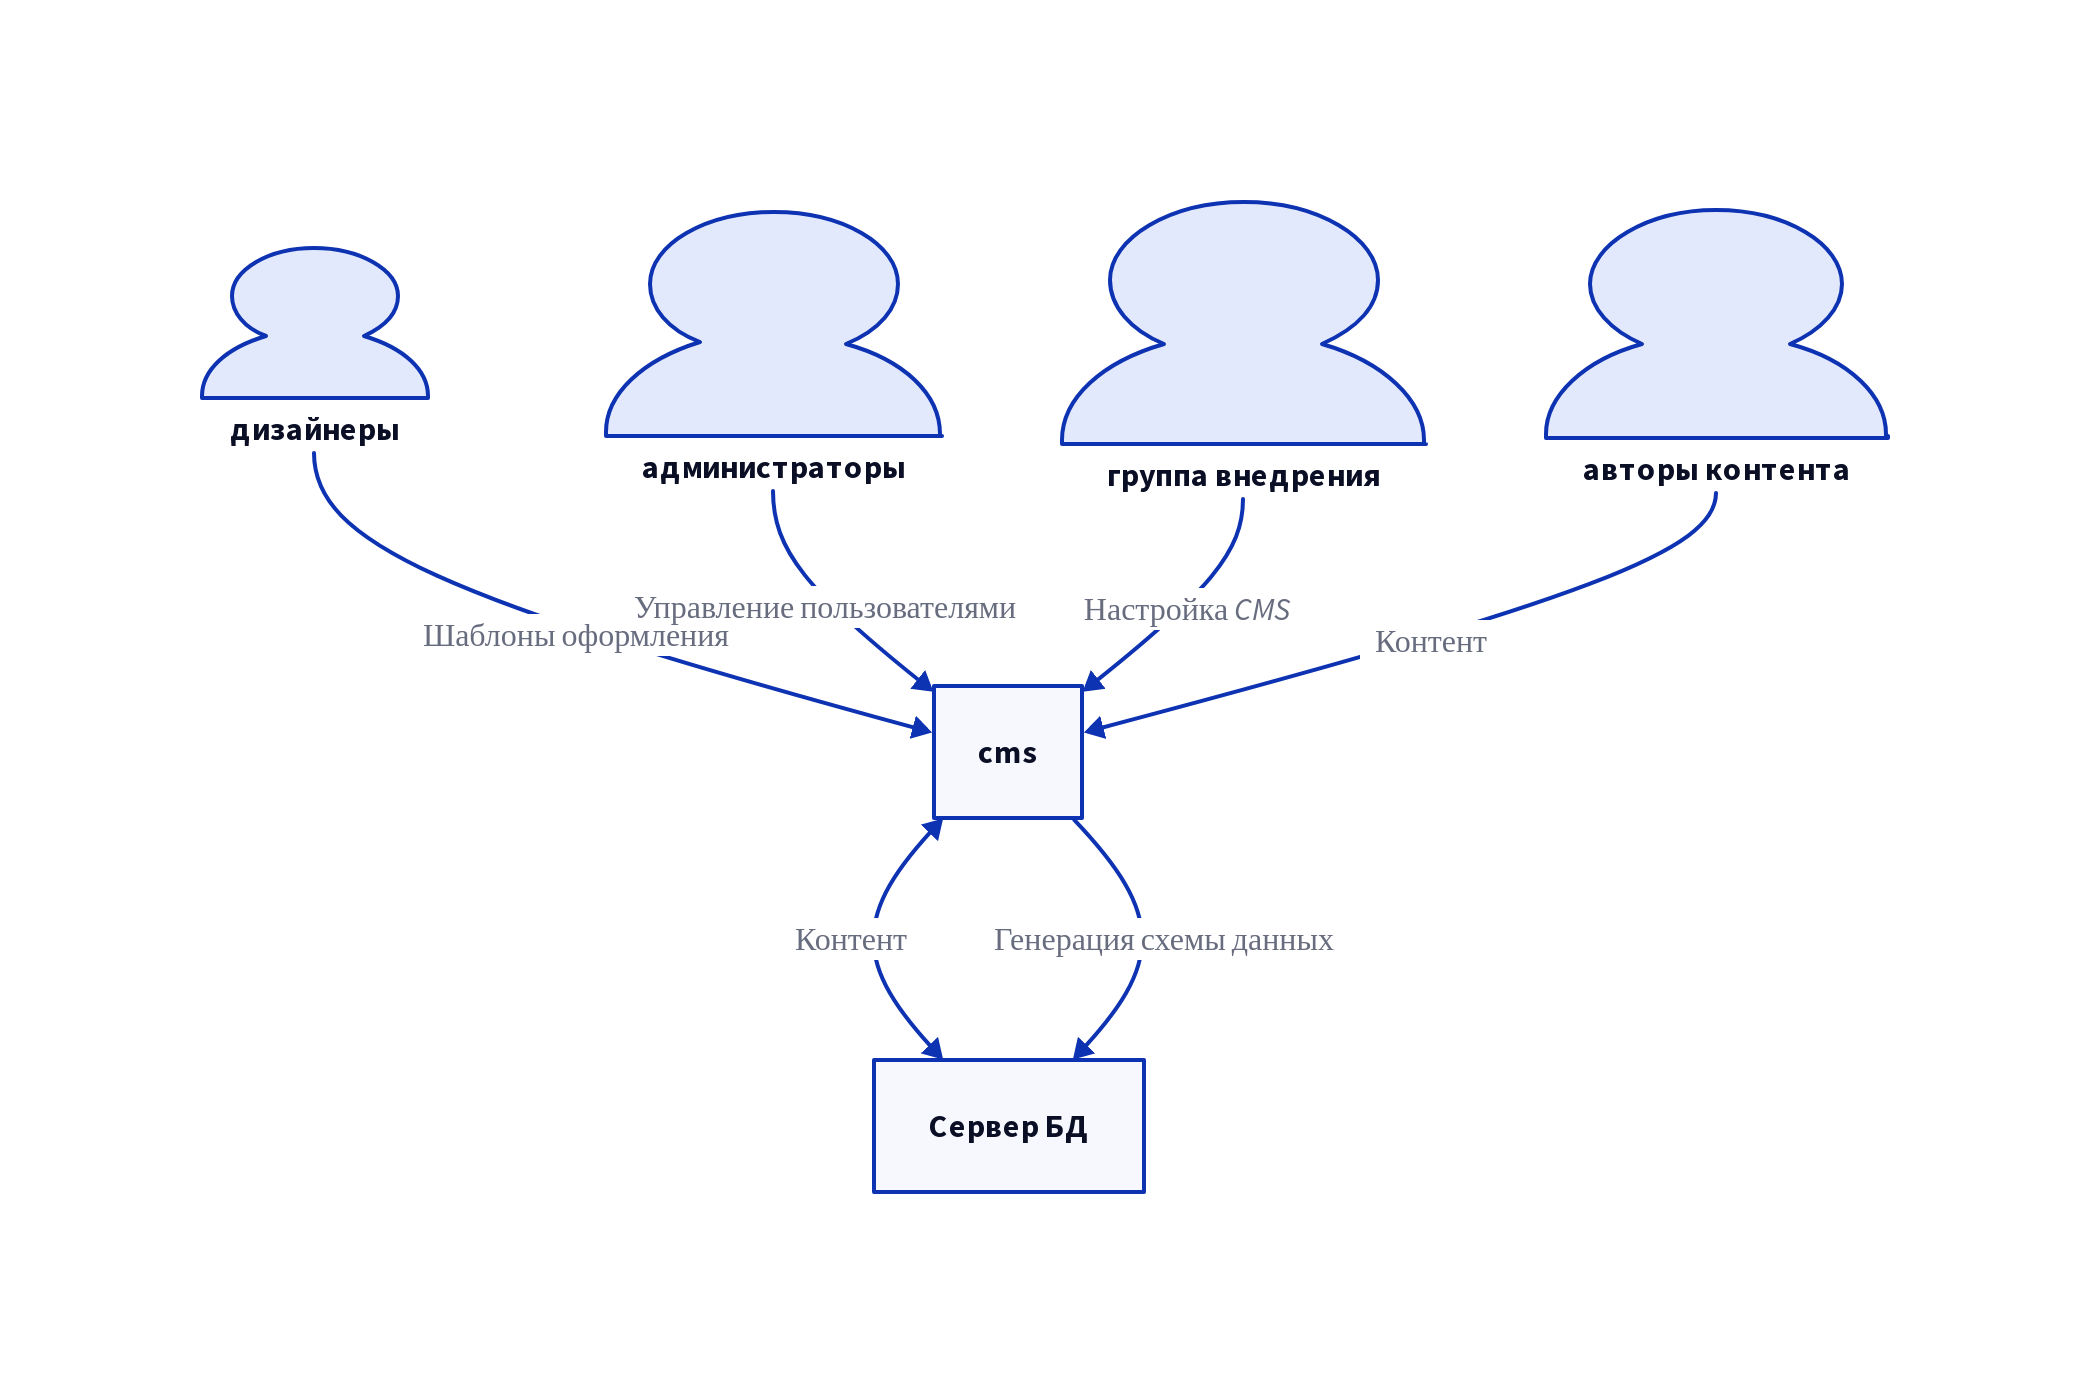 дизайнеры
администраторы
группа внедрения
авторы контента
Управление пользователями
Настройка CMS
Шаблоны оформления
Контент
cms
Контент
Генерация схемы данных
Сервер БД